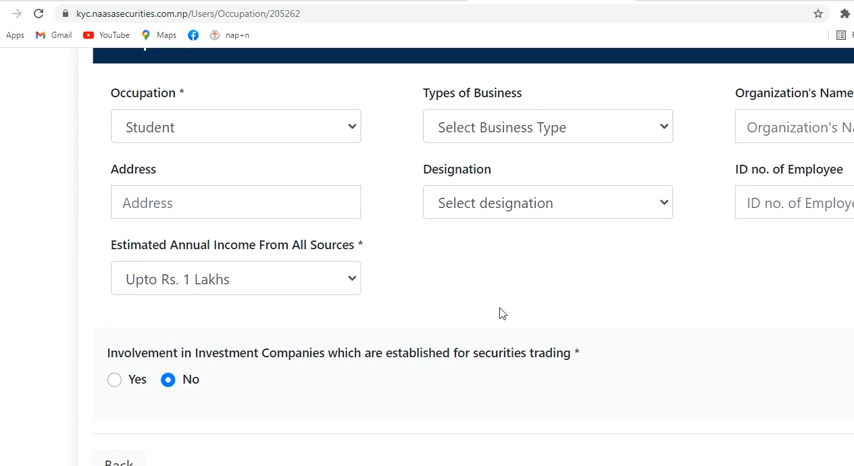 kyc.naasasecurities.com.np/Users/Occupation/205262
Apps Gmail YouTube Maps nap+n
Occupation * Types of Business Organization's Name
Student Select Business Type Organization's Na
Address Designation ID no. of Employee
Address Select designation ID no. of Employe
Estimated Annual Income From All Sources *
Upto Rs. 1 Lakhs
Involvement in Investment Companies which are established for securities trading *
Yes No
Back